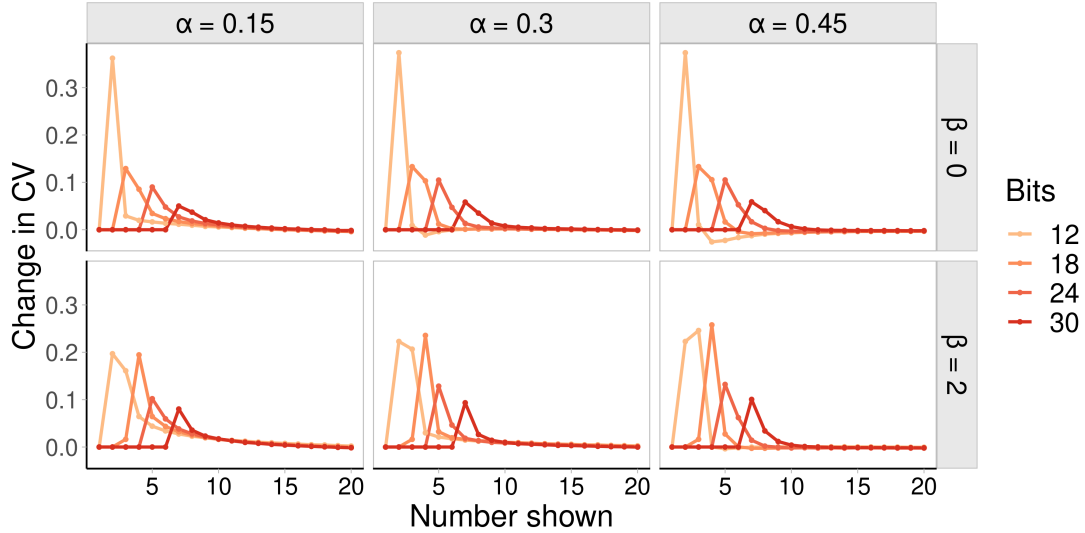 α = 0.15 α = 0.3 α = 0.45
0.3
0.2
0.1
0.0
β = 0
0.3
0.2
0.1
0.0
β = 2
Change in CV
5 10 15 20 5 10 15 20 5 10 15 20
Number shown
Bits
12
18
24
30